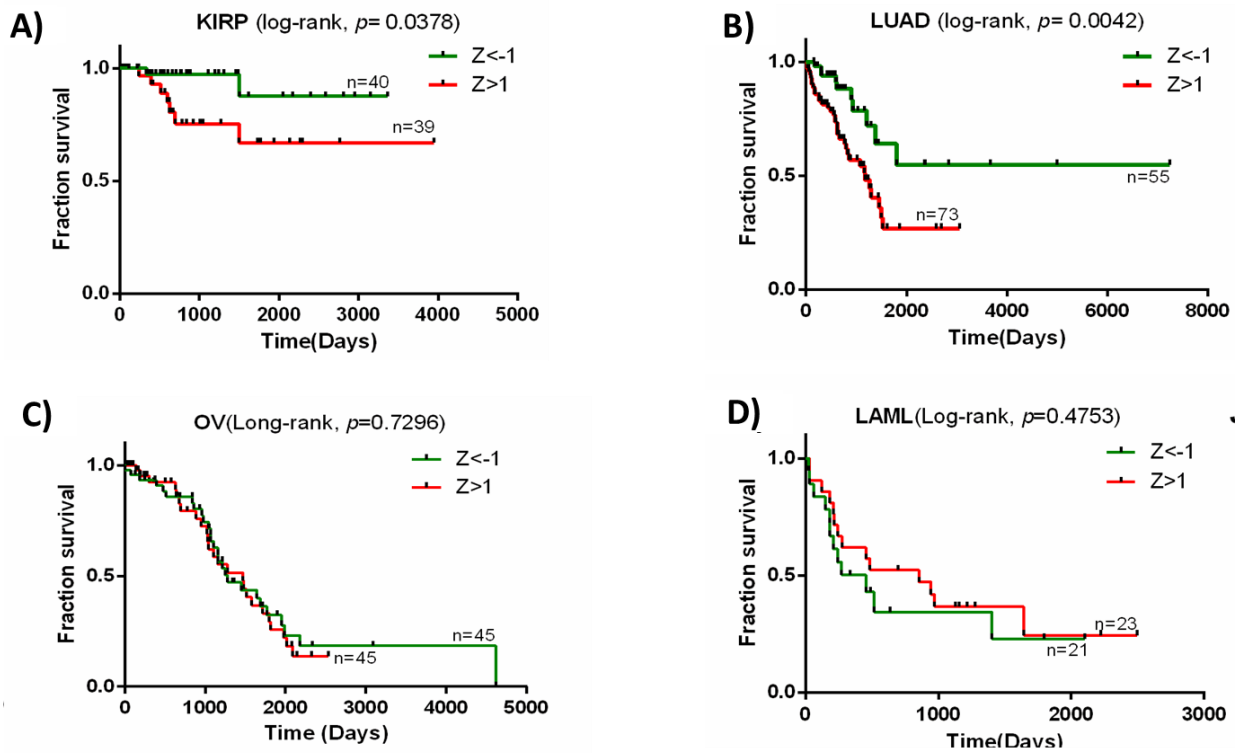 A)
KIRP (log-rank, p= 0.0378)
Z<-1
Z>1
n=40
n=39
1.0
0.5
0.0
Fraction survival
0 1000 2000 3000 4000 5000
Time(Days)
B)
LUAD (log-rank, p= 0.0042)
Z<-1
Z>1
n=55
n=73
1.0
0.5
0.0
Fraction survival
0 2000 4000 6000 8000
Time(Days)
C)
OV(Long-rank, p=0.7296)
Z<-1
Z>1
n=45
n=45
1.0
0.5
0.0
Fraction survival
0 1000 2000 3000 4000 5000
Time (Days)
D)
LAML(Log-rank, p=0.4753)
Z<-1
Z>1
n=23
n=21
1.0
0.5
0.0
Fraction survival
0 1000 2000 3000
Time(Days)